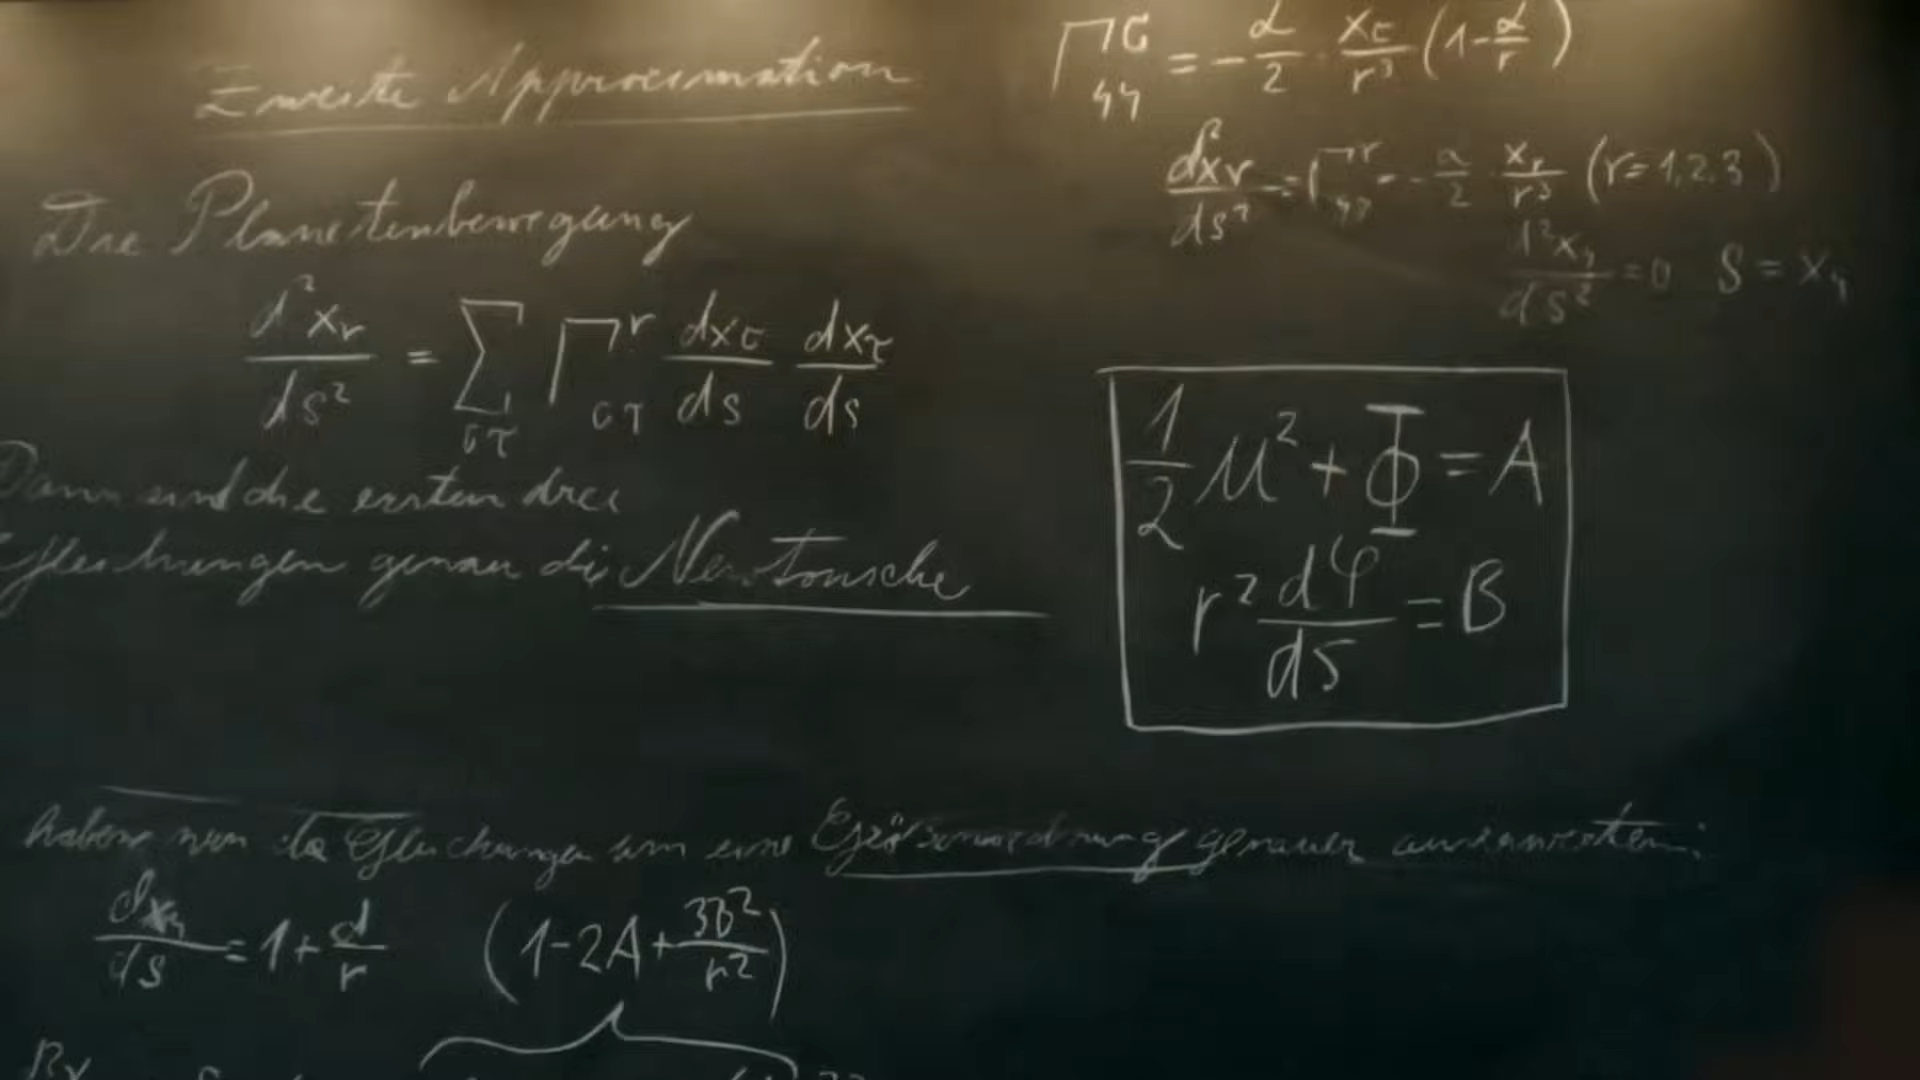 Zweite Approximation
Γ^σ_44 = - α/2 · x_σ/r³ (1 - α/r)
Die Planetenbewegung
d²x_r/ds² = Γ^r_44 = - α/2 · x_r/r³ (r = 1, 2, 3)
d²x_4/ds² = 0 S = x_4
d²x_r/ds² = Σ_στ Γ^r_στ dx_σ/ds dx_τ/ds
Dann sind die ersten drei
Gleichungen genau die Newtonsche
1/2 u² + Φ = A
r² dφ/ds = B
haben nun die Gleichungen um eine Größenordnung genauer auszuwerten:
dx_4/ds = 1 + α/r (1 - 2A + 3B²/r²)